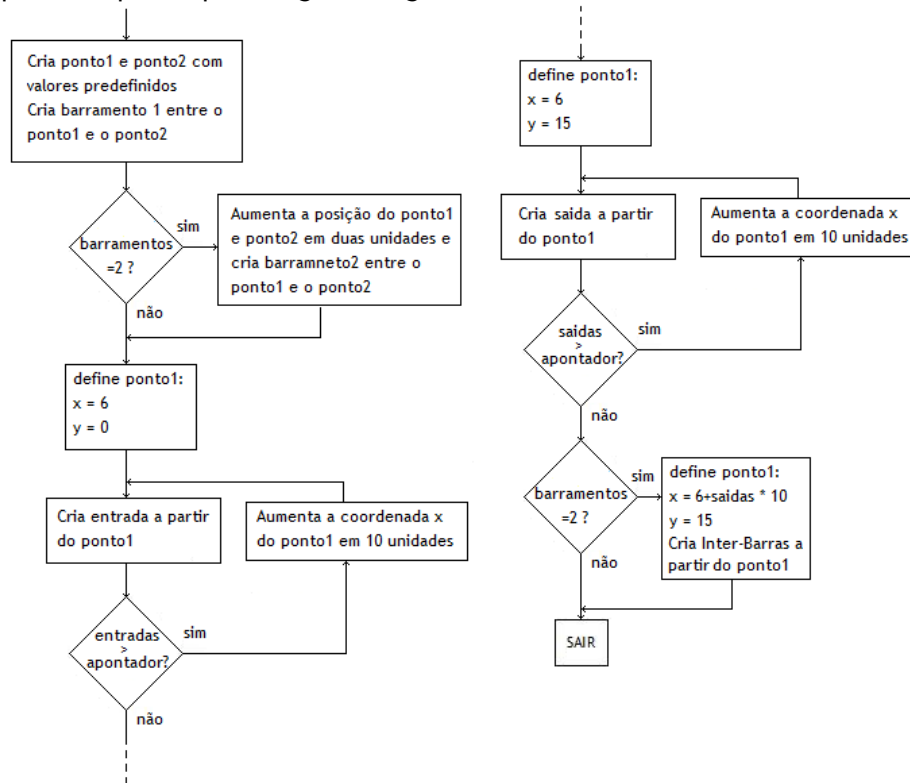 Cria ponto1 e ponto2 com
valores predefinidos
Cria barramento 1 entre o
ponto1 e o ponto2
barramentos
=2 ?
sim
Aumenta a posição do ponto1
e ponto2 em duas unidades e
cria barramneto2 entre o
ponto1 e o ponto2
não
define ponto1:
x = 6
y = 0
Cria entrada a partir
do ponto1
Aumenta a coordenada x
do ponto1 em 10 unidades
entradas
>
apontador?
sim
não
define ponto1:
x = 6
y = 15
Cria saida a partir
do ponto1
Aumenta a coordenada x
do ponto1 em 10 unidades
saidas
>
apontador?
sim
não
barramentos
=2 ?
sim
define ponto1:
x = 6+saidas * 10
y = 15
Cria Inter-Barras a
partir do ponto1
não
SAIR